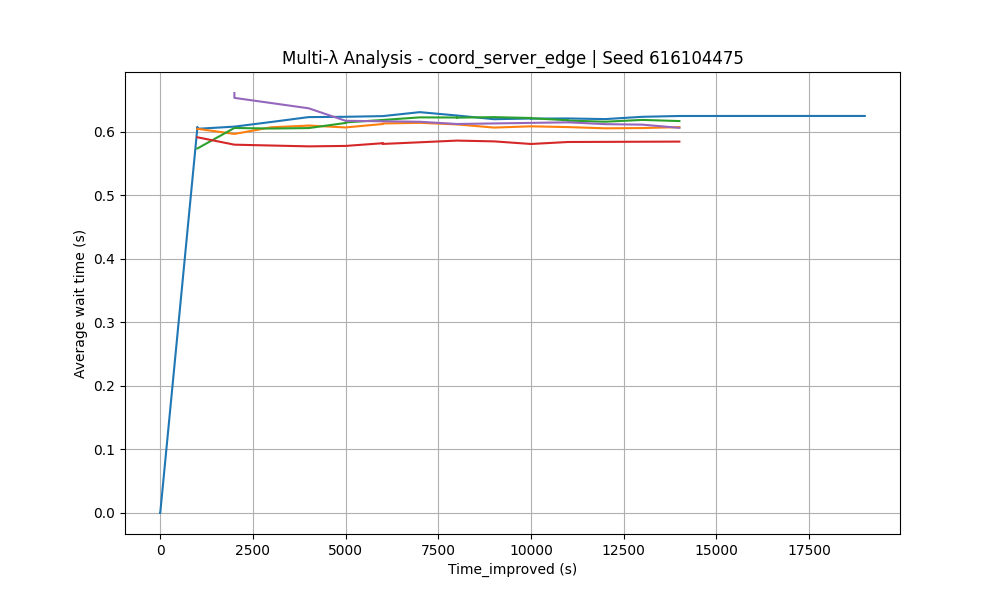 Multi-λ Analysis - coord_server_edge | Seed 616104475
Average wait time (s)
0.6
0.5
0.4
0.3
0.2
0.1
0.0
0 2500 5000 7500 10000 12500 15000 17500
Time_improved (s)